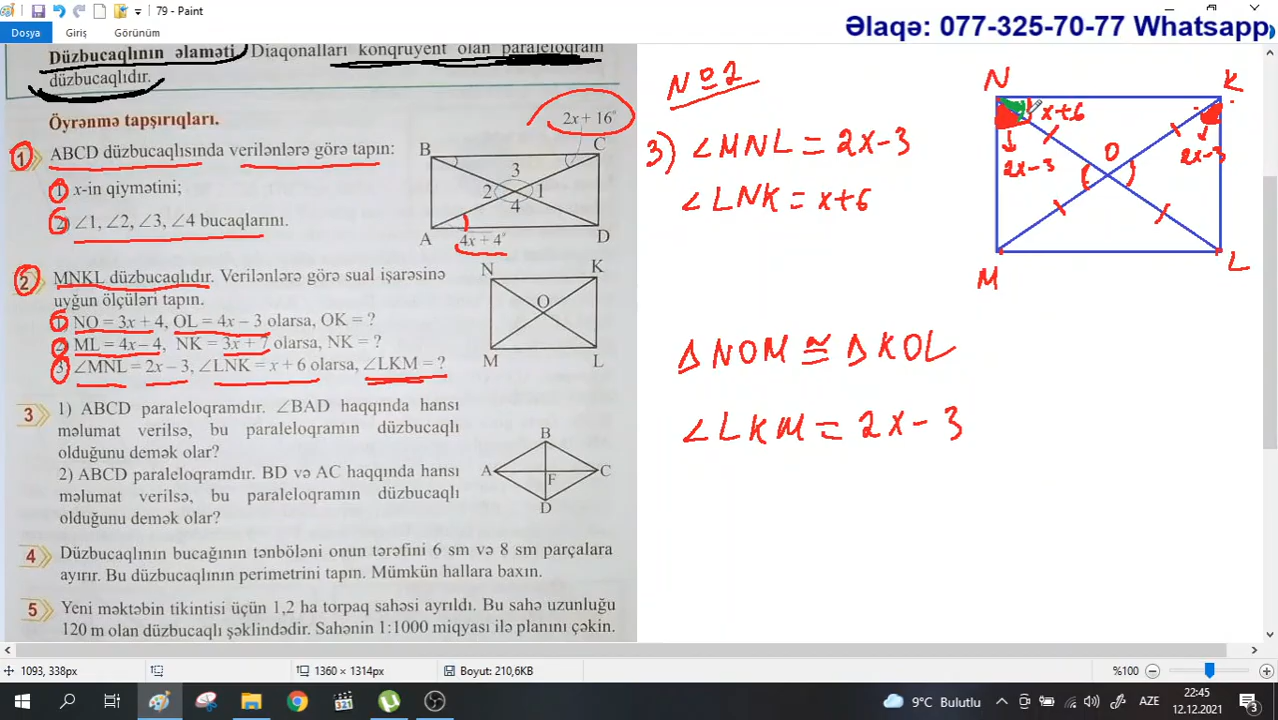 79 - Paint
Dosya
Giriş
Görünüm
Əlaqə: 077-325-70-77 Whatsapp
Düzbucaqlının əlaməti Diaqonalları konqruyent olan paraleloqram
düzbucaqlıdır.
Öyrənmə tapşırıqları.
1 ABCD düzbucaqlısında verilənlərə görə tapın:
1) x-in qiymətini;
2) ∠1, ∠2, ∠3, ∠4 bucaqlarını.
2x + 16°
B
C
3
2
1
4
A
4x + 4°
D
2 MNKL düzbucaqlıdır. Verilənlərə görə sual işarəsinə
uyğun ölçüləri tapın.
1) NO = 3x + 4, OL = 4x – 3 olarsa, OK = ?
2) ML = 4x – 4, NK = 3x + 7 olarsa, NK = ?
3) ∠MNL = 2x – 3, ∠LNK = x + 6 olarsa, ∠LKM = ?
N
K
O
M
L
3 1) ABCD paraleloqramdır. ∠BAD haqqında hansı
məlumat verilsə, bu paraleloqramın düzbucaqlı
olduğunu demək olar?
2) ABCD paraleloqramdır. BD və AC haqqında hansı
məlumat verilsə, bu paraleloqramın düzbucaqlı
olduğunu demək olar?
B
A
C
F
D
4 Düzbucaqlının bucağının tənböləni onun tərəfini 6 sm və 8 sm parçalara
ayırır. Bu düzbucaqlının perimetrini tapın. Mümkün hallara baxın.
5 Yeni məktəbin tikintisi üçün 1,2 ha torpaq sahəsi ayrıldı. Bu sahə uzunluğu
120 m olan düzbucaqlı şəklindədir. Sahənin 1:1000 miqyası ilə planını çəkin.
№2
3) ∠MNL = 2x-3
∠LNK = x+6
N
K
x+6
2x-3
O
2x-3
M
L
ΔNOM ≅ ΔKOL
∠LKM = 2x-3
1093, 338px
1360 × 1314px
Boyut: 210,6KB
%100
9°C Bulutlu
AZE
22:45
12.12.2021
3